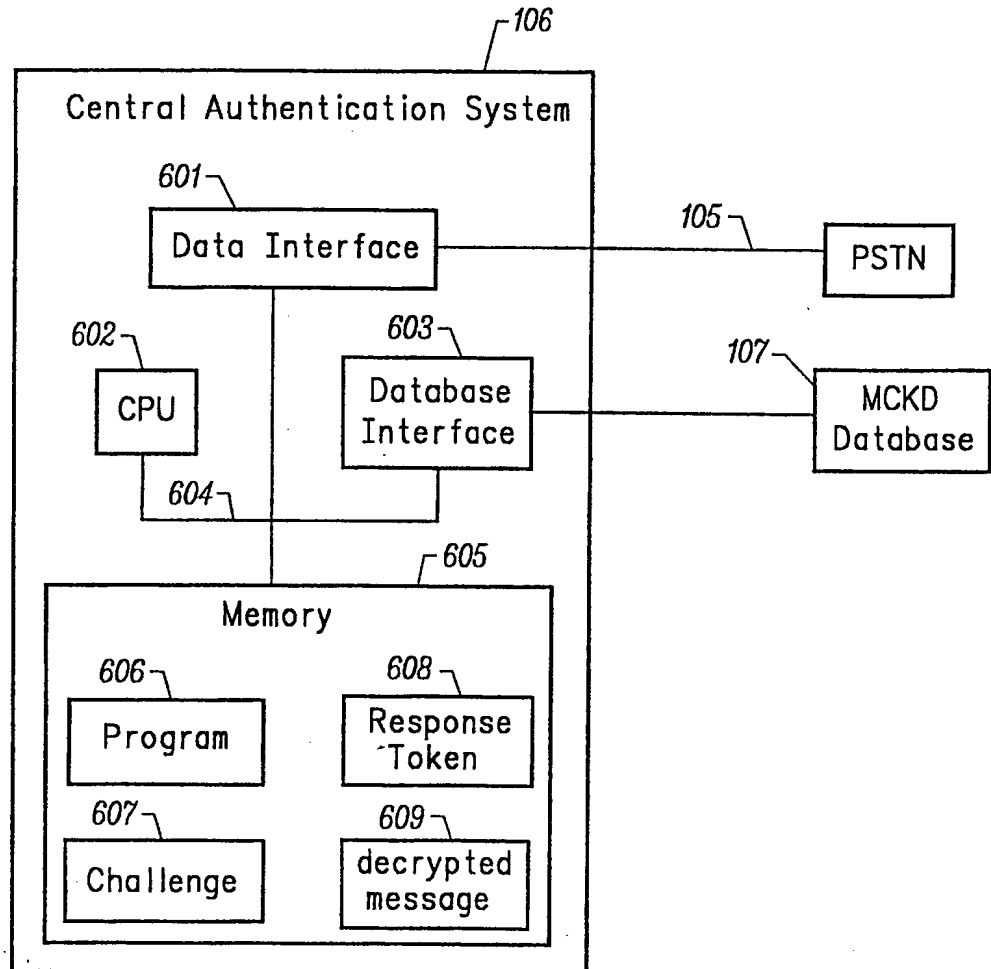 106
Central Authentication System
601
Data Interface
105
PSTN
602
CPU
603
Database
Interface
107
MCKD
Database
604
605
Memory
606
Program
608
Response
Token
607
Challenge
609
decrypted
message